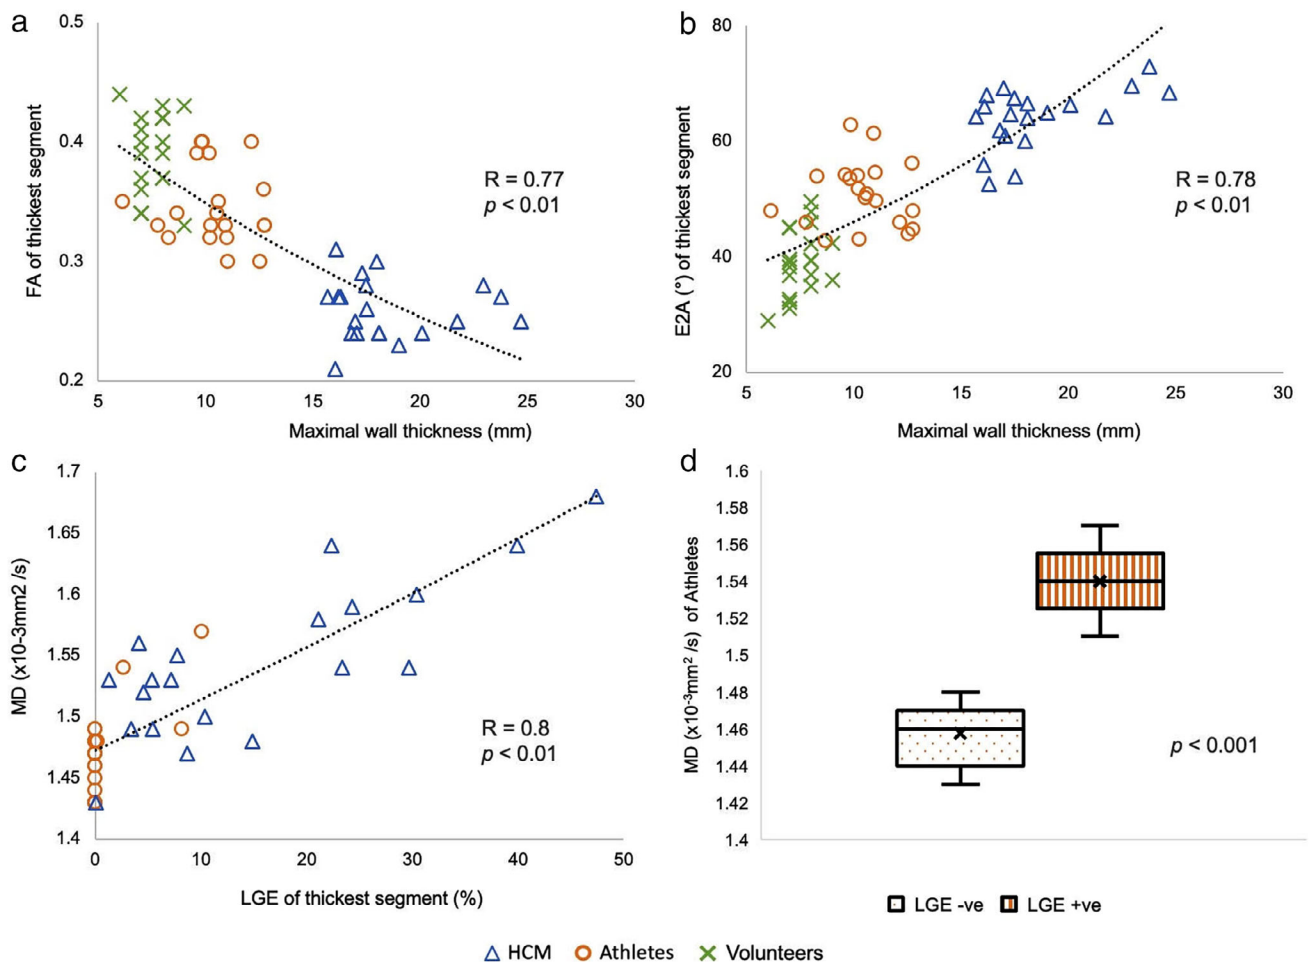 a
0.5
0.4
0.3
0.2
FA of thickest segment
R = 0.77
p < 0.01
5 10 15 20 25 30
Maximal wall thickness (mm)
b
80
60
40
20
E2A (°) of thickest segment
R = 0.78
p < 0.01
5 10 15 20 25 30
Maximal wall thickness (mm)
c
1.7
1.65
1.6
1.55
1.5
1.45
1.4
MD (x10-3mm2 /s)
R = 0.8
p < 0.01
0 10 20 30 40 50
LGE of thickest segment (%)
d
1.6
1.58
1.56
1.54
1.52
1.5
1.48
1.46
1.44
1.42
1.4
MD (x10⁻³mm² /s) of Athletes
p < 0.001
LGE -ve LGE +ve
HCM Athletes Volunteers